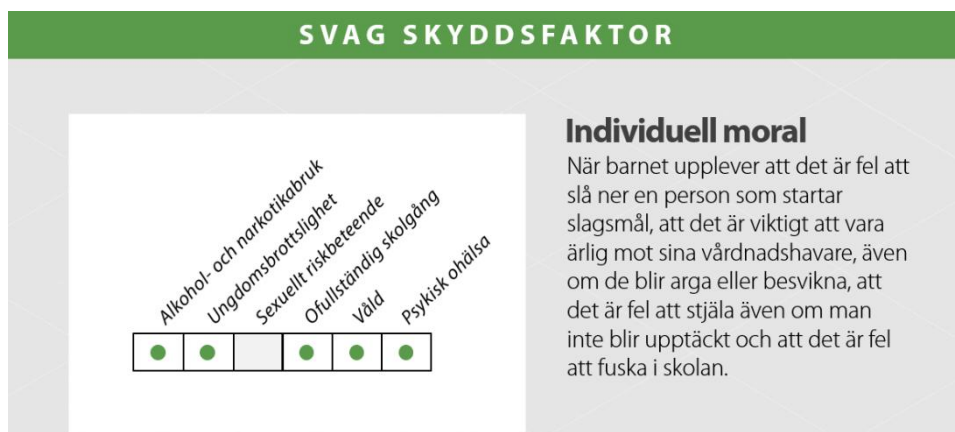 SVAG SKYDDSFAKTOR
Alkohol- och narkotikabruk
Ungdomsbrottslighet
Sexuellt riskbeteende
Ofullständig skolgång
Våld
Psykisk ohälsa
Individuell moral
När barnet upplever att det är fel att
slå ner en person som startar
slagsmål, att det är viktigt att vara
ärlig mot sina vårdnadshavare, även
om de blir arga eller besvikna, att
det är fel att stjäla även om man
inte blir upptäckt och att det är fel
att fuska i skolan.